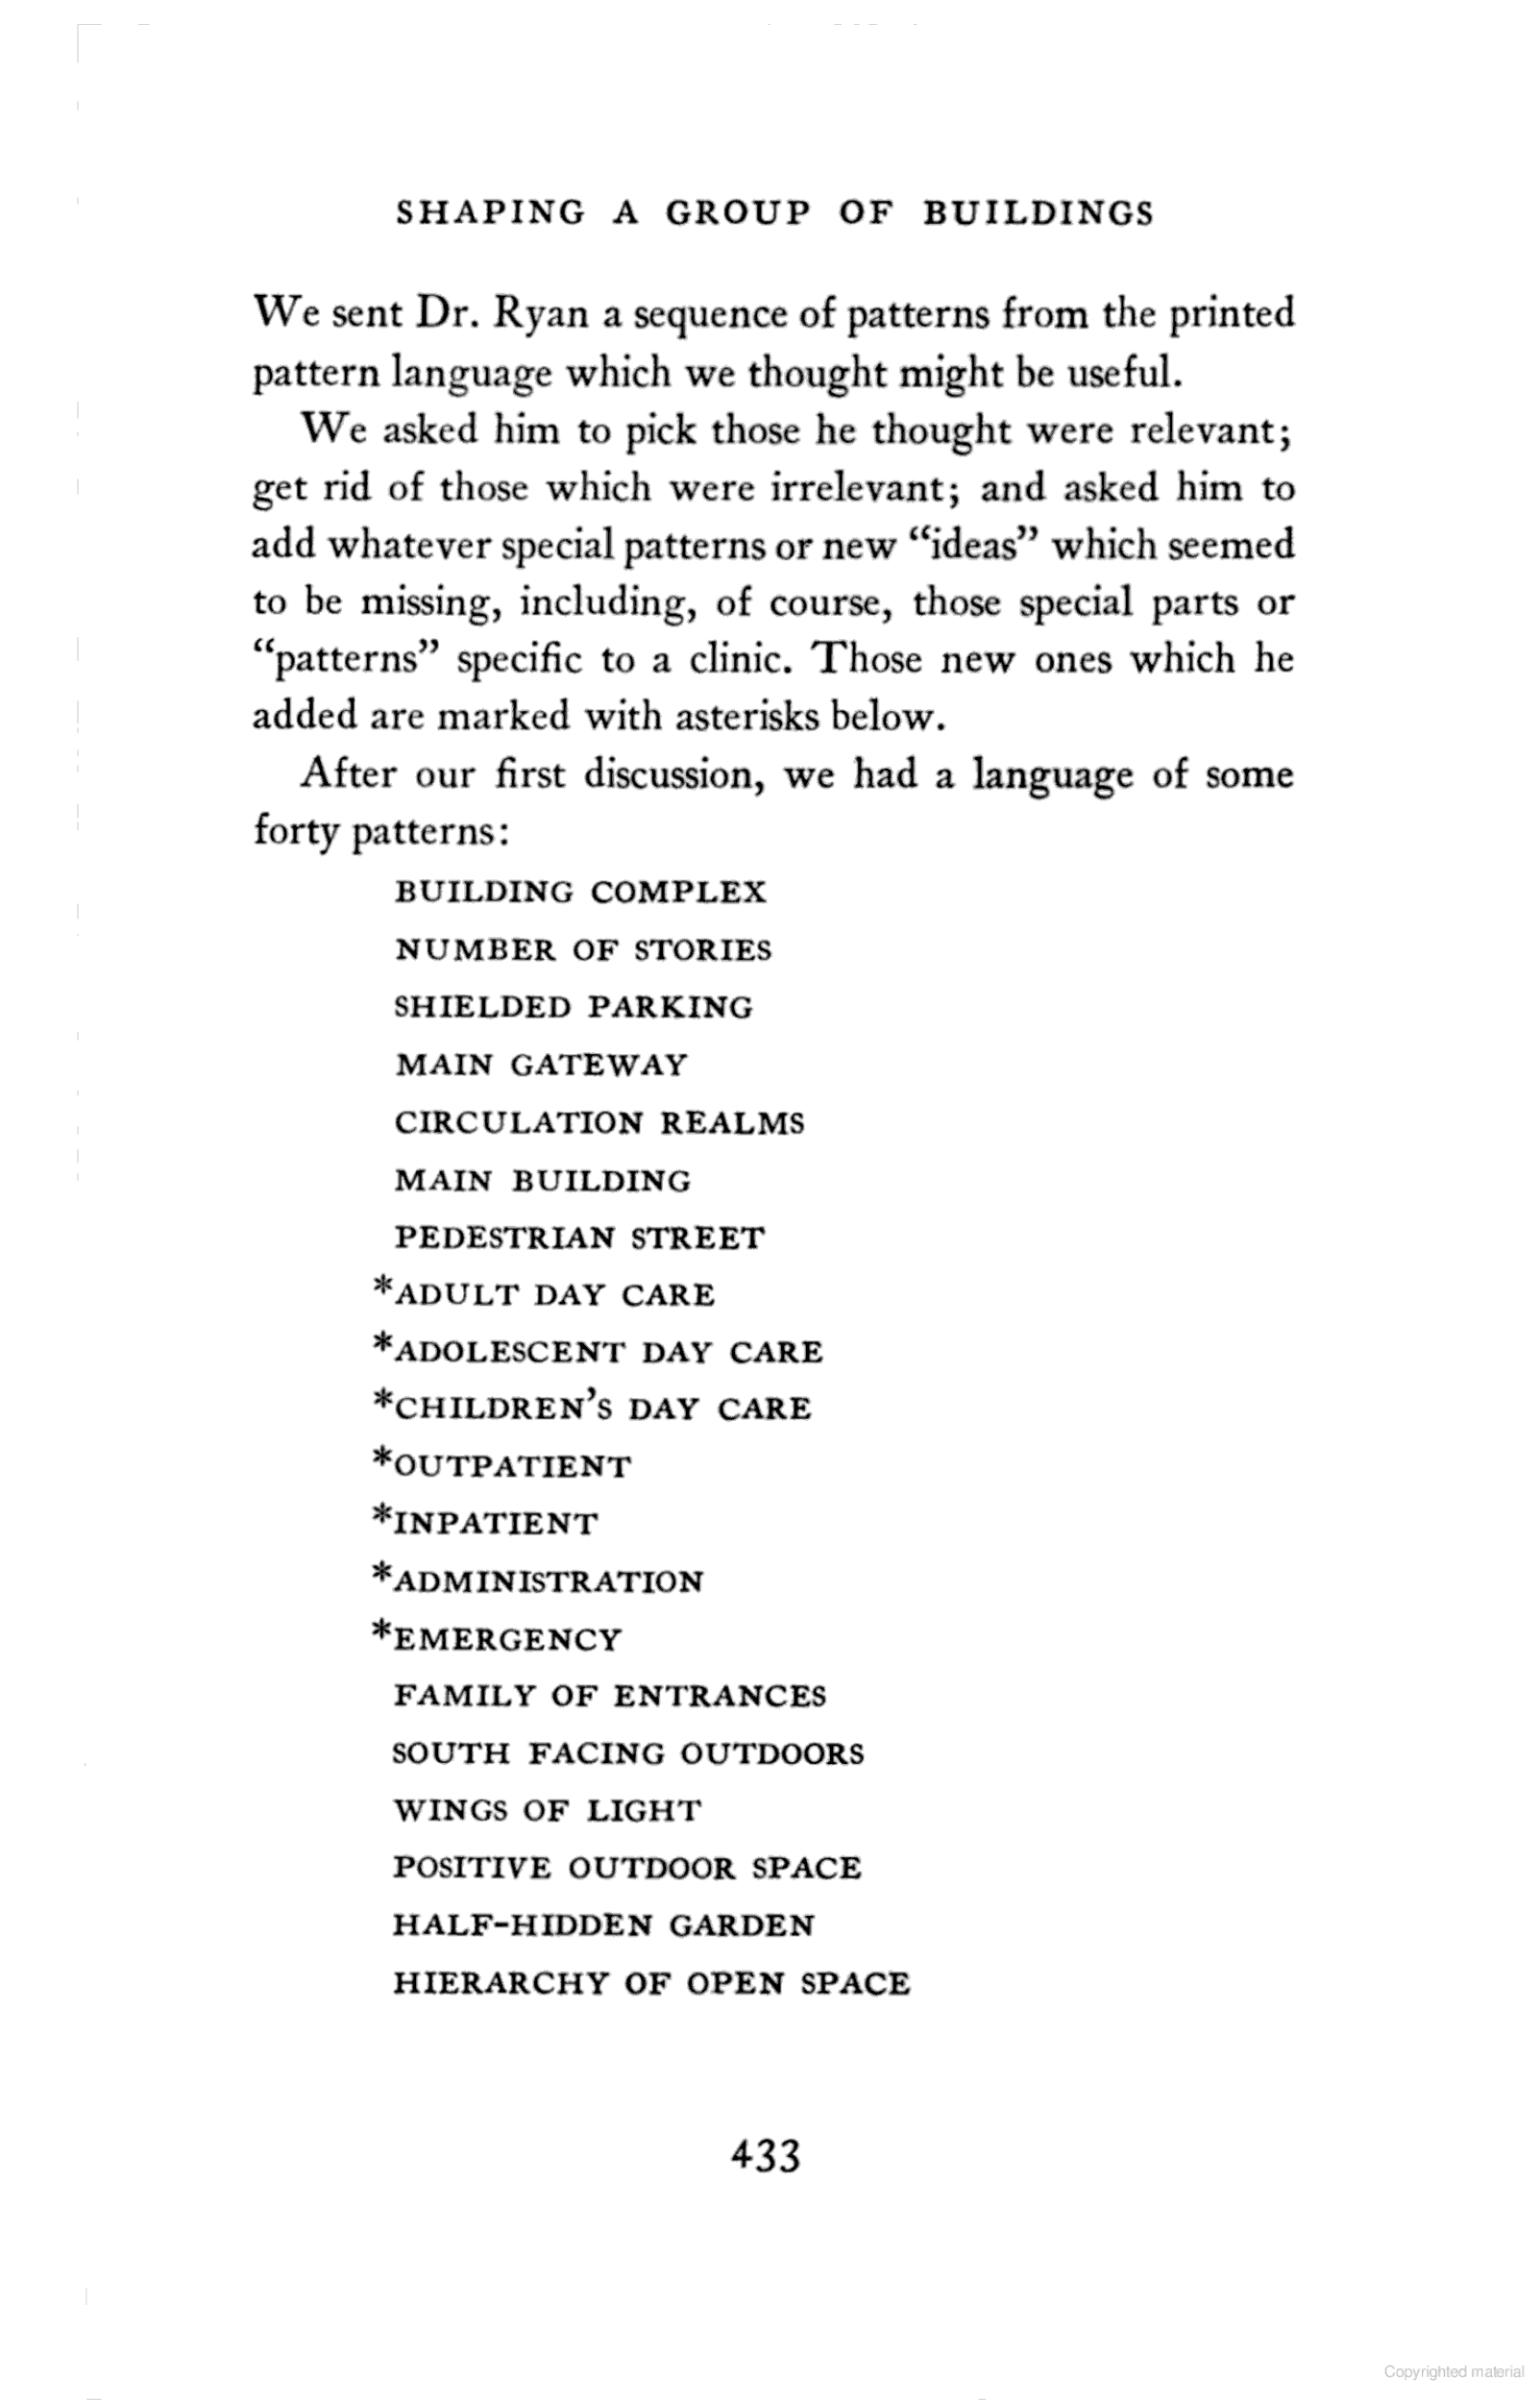 SHAPING A GROUP OF BUILDINGS
We sent Dr. Ryan a sequence of patterns from the printed
pattern language which we thought might be useful.
We asked him to pick those he thought were relevant;
get rid of those which were irrelevant; and asked him to
add whatever special patterns or new “ideas” which seemed
to be missing, including, of course, those special parts or
“patterns” specific to a clinic. Those new ones which he
added are marked with asterisks below.
After our first discussion, we had a language of some
forty patterns:
BUILDING COMPLEX
NUMBER OF STORIES
SHIELDED PARKING
MAIN GATEWAY
CIRCULATION REALMS
MAIN BUILDING
PEDESTRIAN STREET
*ADULT DAY CARE
*ADOLESCENT DAY CARE
*CHILDREN’S DAY CARE
*OUTPATIENT
*INPATIENT
*ADMINISTRATION
*EMERGENCY
FAMILY OF ENTRANCES
SOUTH FACING OUTDOORS
WINGS OF LIGHT
POSITIVE OUTDOOR SPACE
HALF-HIDDEN GARDEN
HIERARCHY OF OPEN SPACE
433
Copyrighted material